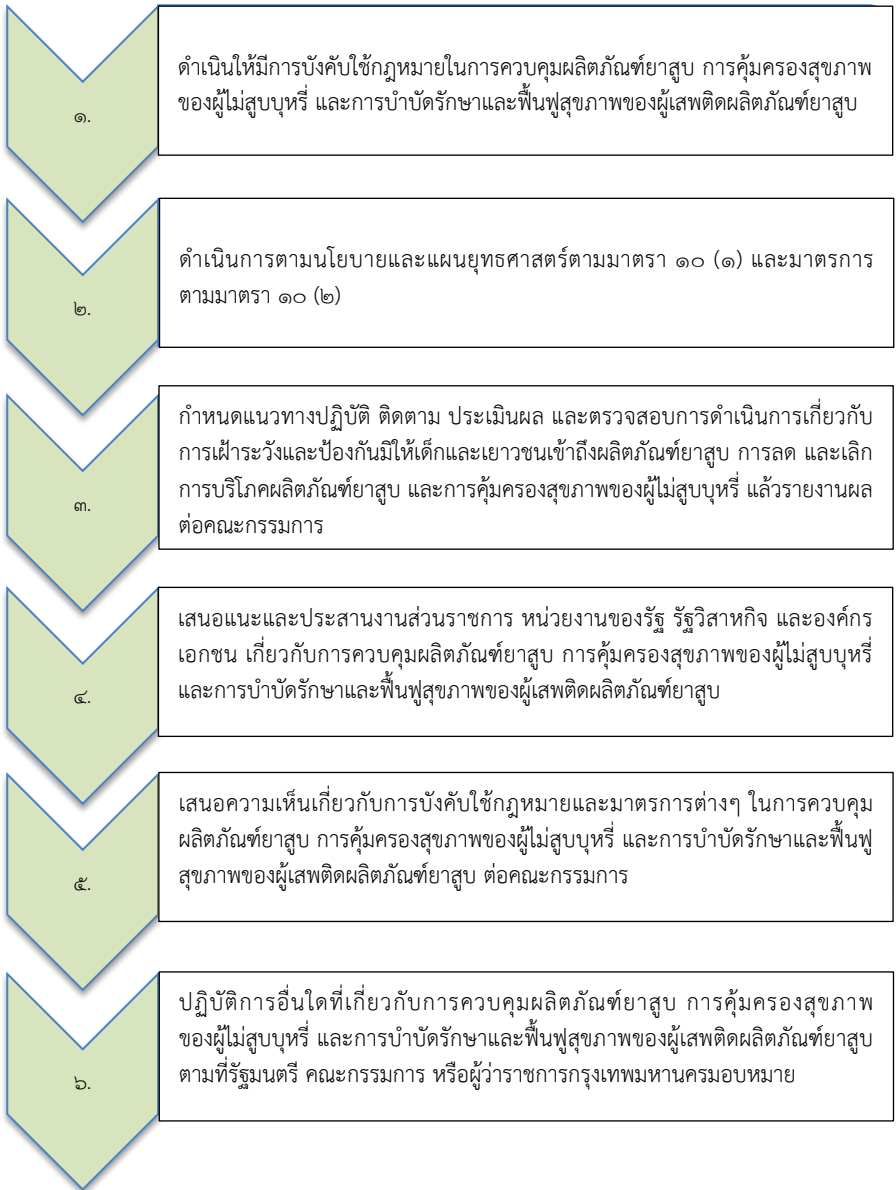 ๑.
ดำเนินให้มีการบังคับใช้กฎหมายในการควบคุมผลิตภัณฑ์ยาสูบ การคุ้มครองสุขภาพ
ของผู้ไม่สูบบุหรี่ และการบำบัดรักษาและฟื้นฟูสุขภาพของผู้เสพติดผลิตภัณฑ์ยาสูบ
๒.
ดำเนินการตามนโยบายและแผนยุทธศาสตร์ตามมาตรา ๑๐ (๑) และมาตรการ
ตามมาตรา ๑๐ (๒)
๓.
กำหนดแนวทางปฏิบัติ ติดตาม ประเมินผล และตรวจสอบการดำเนินการเกี่ยวกับ
การเฝ้าระวังและป้องกันมิให้เด็กและเยาวชนเข้าถึงผลิตภัณฑ์ยาสูบ การลด และเลิก
การบริโภคผลิตภัณฑ์ยาสูบ และการคุ้มครองสุขภาพของผู้ไม่สูบบุหรี่ แล้วรายงานผล
ต่อคณะกรรมการ
๔.
เสนอแนะและประสานงานส่วนราชการ หน่วยงานของรัฐ รัฐวิสาหกิจ และองค์กร
เอกชน เกี่ยวกับการควบคุมผลิตภัณฑ์ยาสูบ การคุ้มครองสุขภาพของผู้ไม่สูบบุหรี่
และการบำบัดรักษาและฟื้นฟูสุขภาพของผู้เสพติดผลิตภัณฑ์ยาสูบ
๕.
เสนอความเห็นเกี่ยวกับการบังคับใช้กฎหมายและมาตรการต่างๆ ในการควบคุม
ผลิตภัณฑ์ยาสูบ การคุ้มครองสุขภาพของผู้ไม่สูบบุหรี่ และการบำบัดรักษาและฟื้นฟู
สุขภาพของผู้เสพติดผลิตภัณฑ์ยาสูบ ต่อคณะกรรมการ
๖.
ปฏิบัติการอื่นใดที่เกี่ยวกับการควบคุมผลิตภัณฑ์ยาสูบ การคุ้มครองสุขภาพ
ของผู้ไม่สูบบุหรี่ และการบำบัดรักษาและฟื้นฟูสุขภาพของผู้เสพติดผลิตภัณฑ์ยาสูบ
ตามที่รัฐมนตรี คณะกรรมการ หรือผู้ว่าราชการกรุงเทพมหานครมอบหมาย